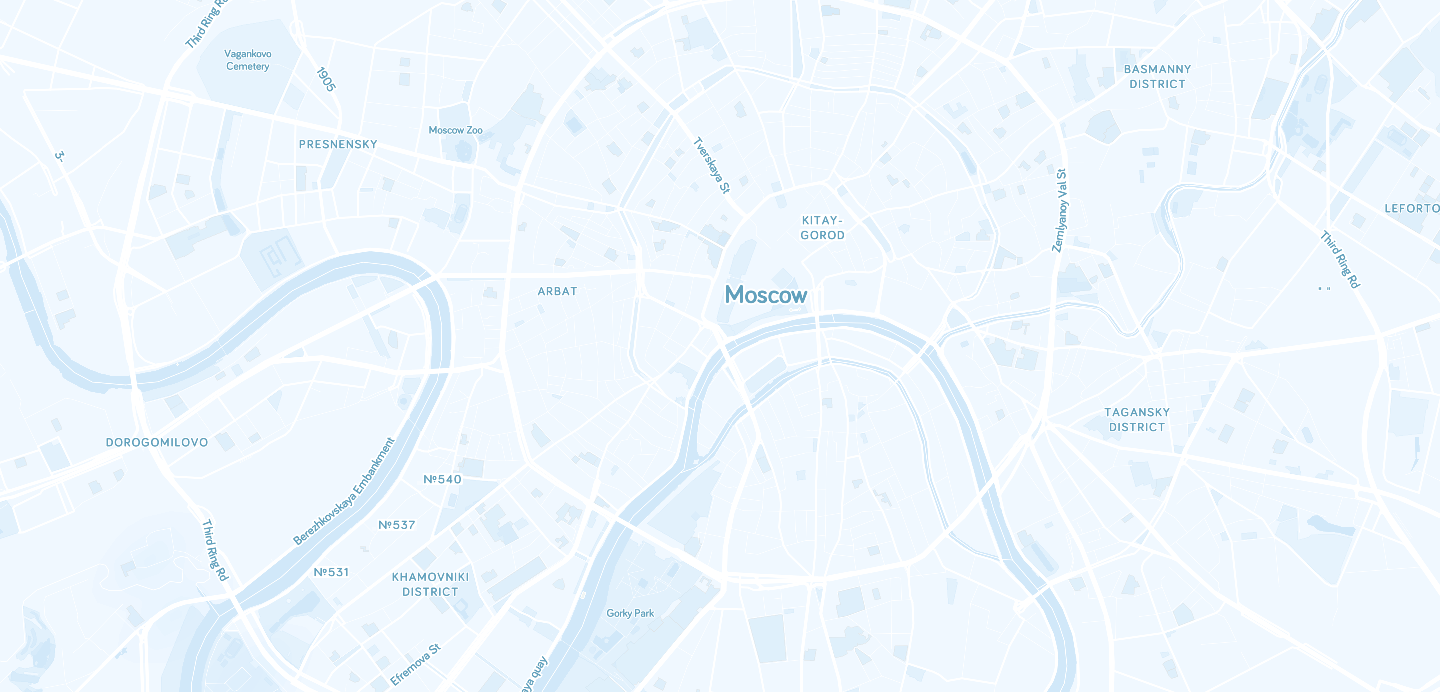 Third Ring R
Vagankovo
Cemetery
1905
BASMANNY
DISTRICT
Moscow Zoo
PRESNENSKY
3-
Tverskaya St
Zemlyanoy Val St
LEFORTO
KITAY-
GOROD
Third Ring Rd
ARBAT
Moscow
TAGANSKY
DISTRICT
DOROGOMILOVO
Berezhkovskaya Embankment
№540
№537
Third Ring Rd
№531
KHAMOVNIKI
DISTRICT
Gorky Park
Efremova St
aya quay